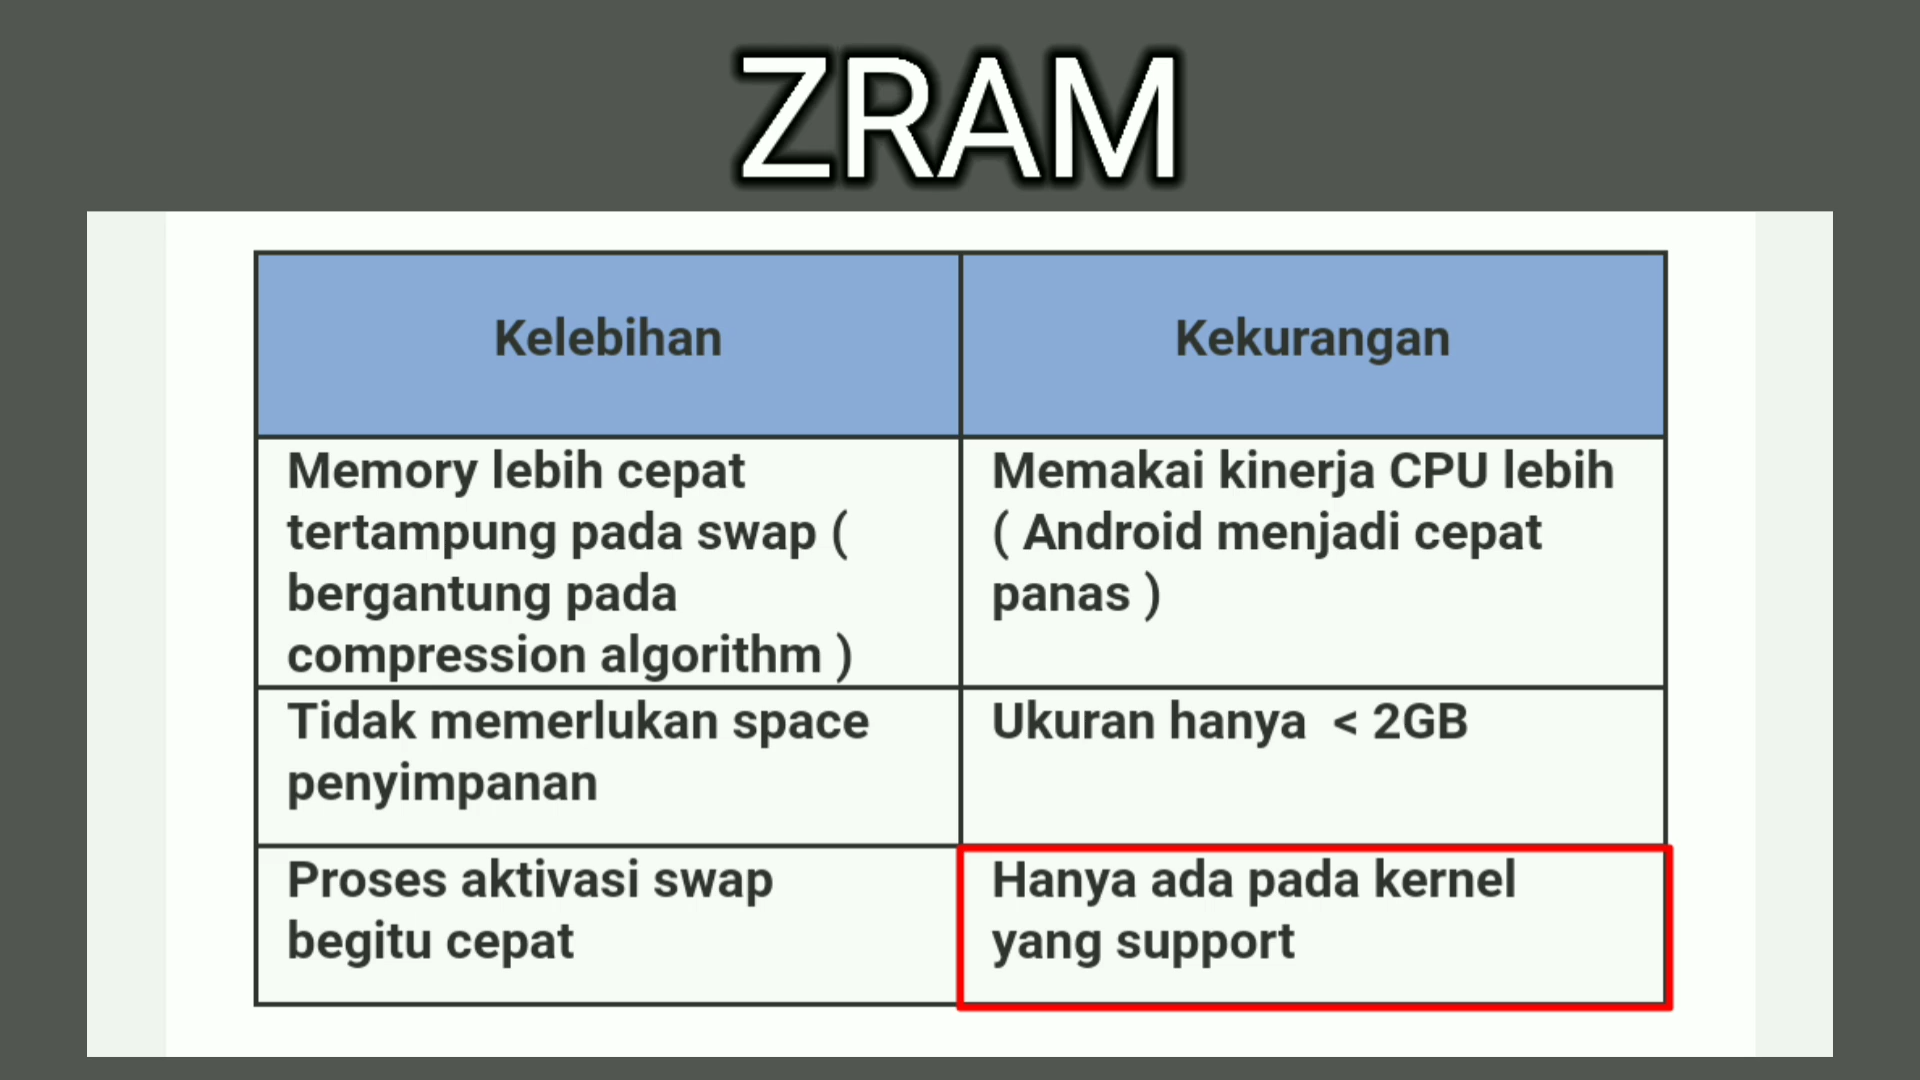 ZRAM
Kelebihan
Kekurangan
Memory lebih cepat
tertampung pada swap (
bergantung pada
compression algorithm )
Memakai kinerja CPU lebih
( Android menjadi cepat
panas )
Tidak memerlukan space
penyimpanan
Ukuran hanya  < 2GB
Proses aktivasi swap
begitu cepat
Hanya ada pada kernel
yang support